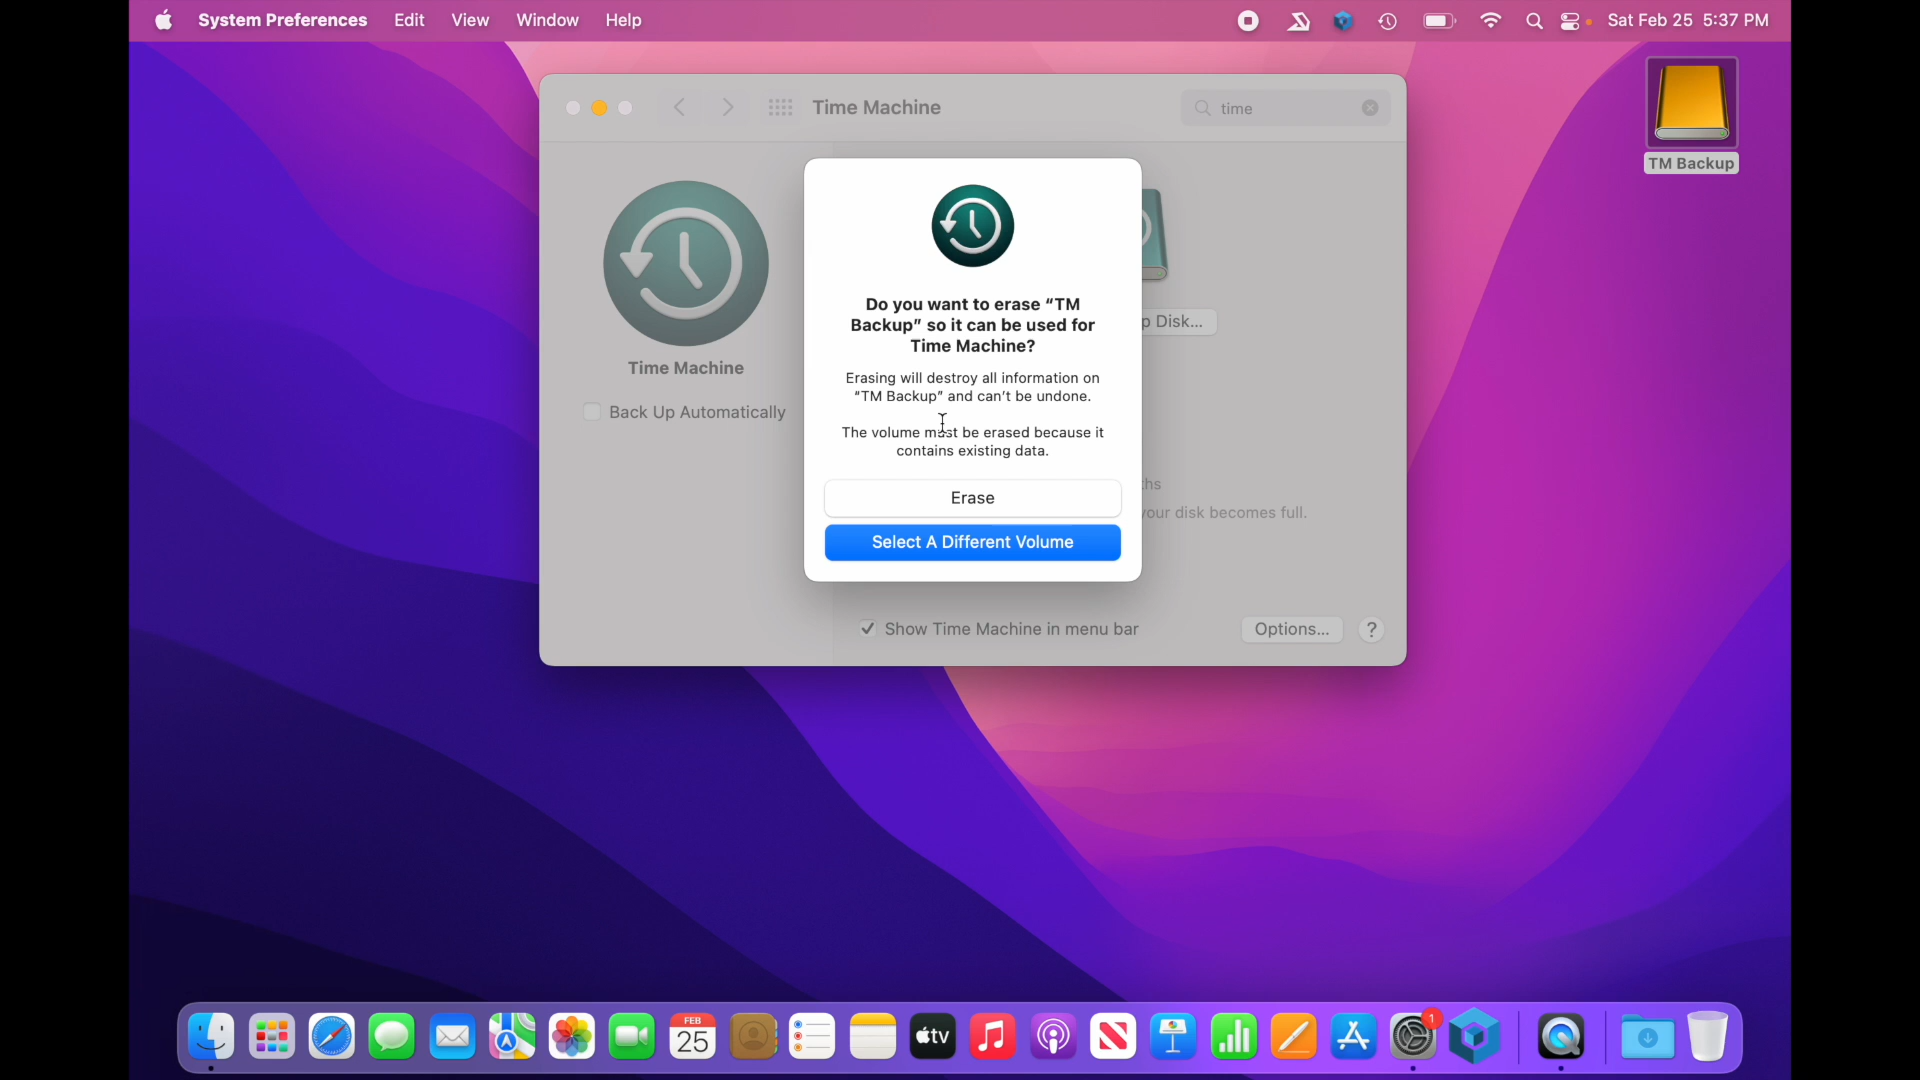 System Preferences Edit View Window Help Sat Feb 25 5:37 PM
TM Backup
Time Machine
time
Time Machine
Back Up Automatically
Do you want to erase “TM
Backup” so it can be used for
Time Machine?
Erasing will destroy all information on
“TM Backup” and can’t be undone.
The volume must be erased because it
contains existing data.
Erase
Select A Different Volume
p Disk...
ths
your disk becomes full.
Show Time Machine in menu bar
Options...
?
FEB
25
tv
1